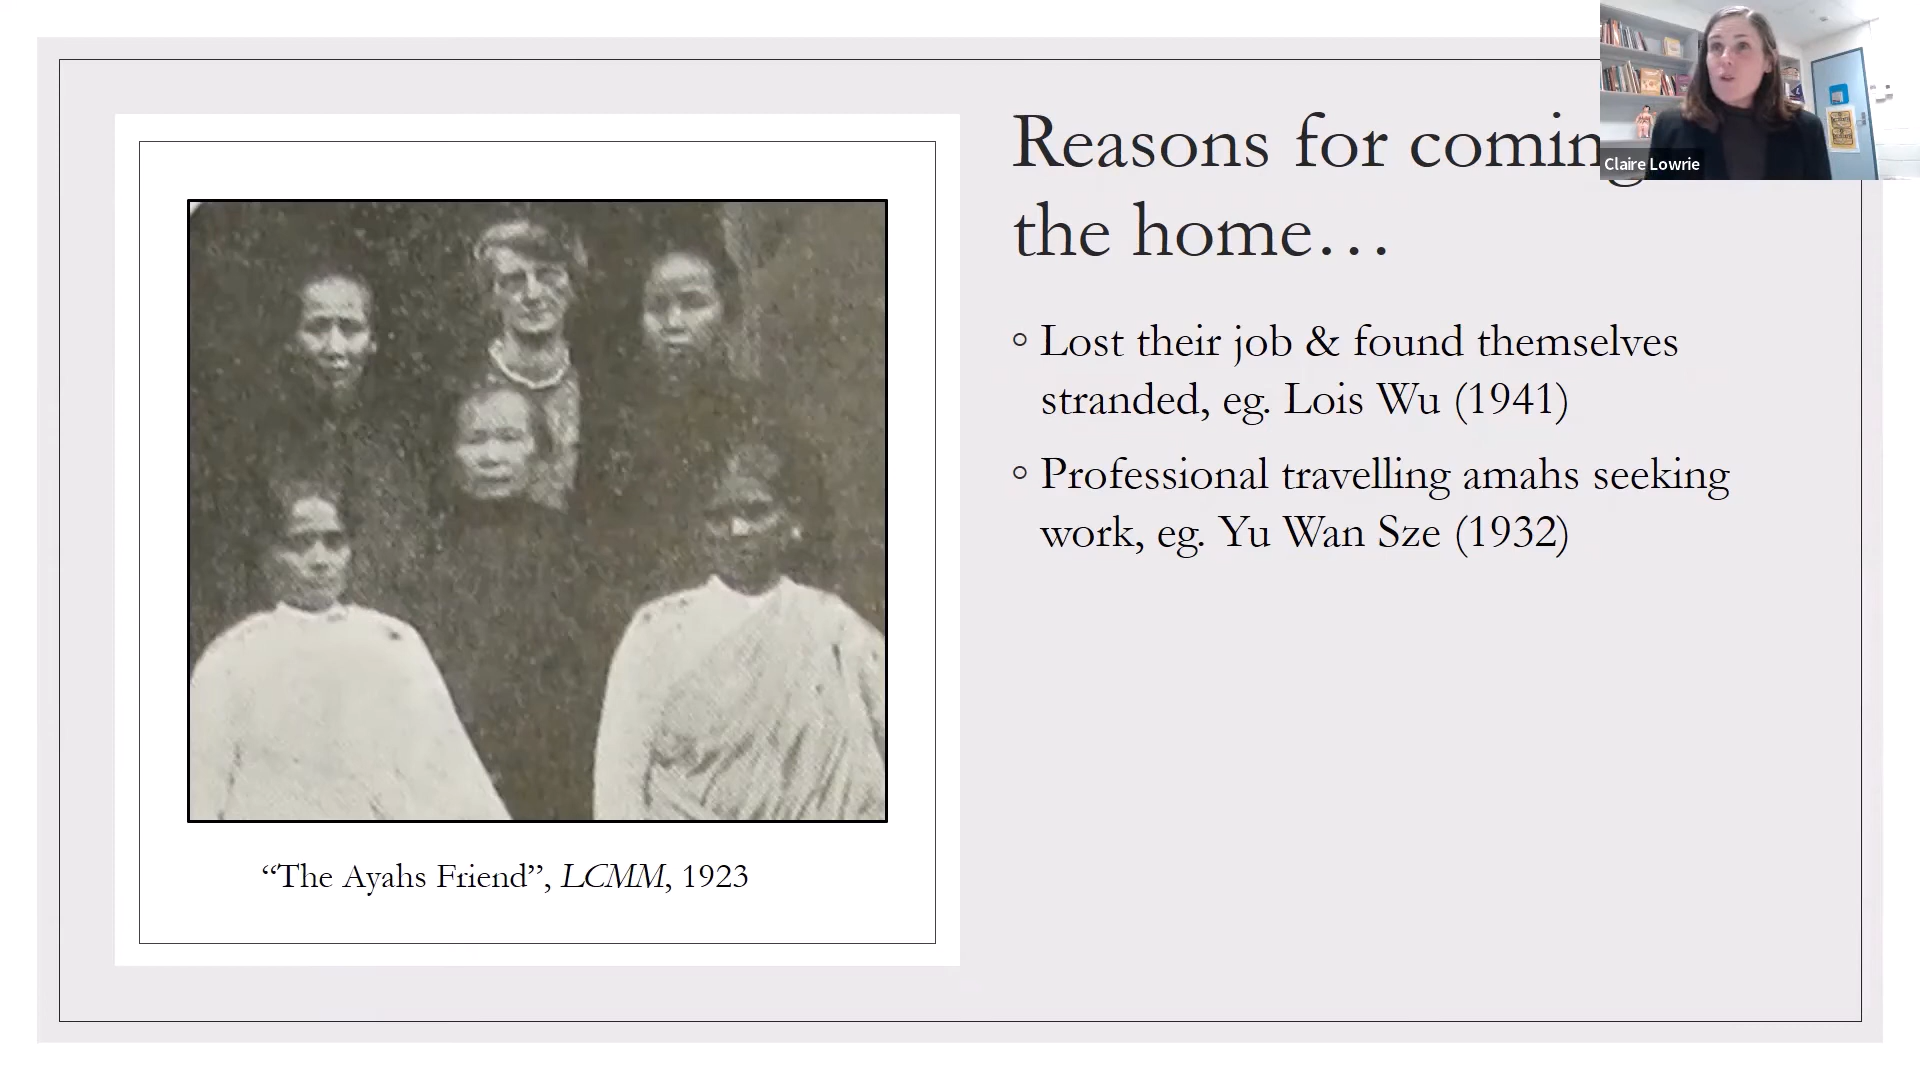 Reasons for comin
the home…
◦ Lost their job & found themselves
stranded, eg. Lois Wu (1941)
◦ Professional travelling amahs seeking
work, eg. Yu Wan Sze (1932)
“The Ayahs Friend”, LCMM, 1923
Claire Lowrie